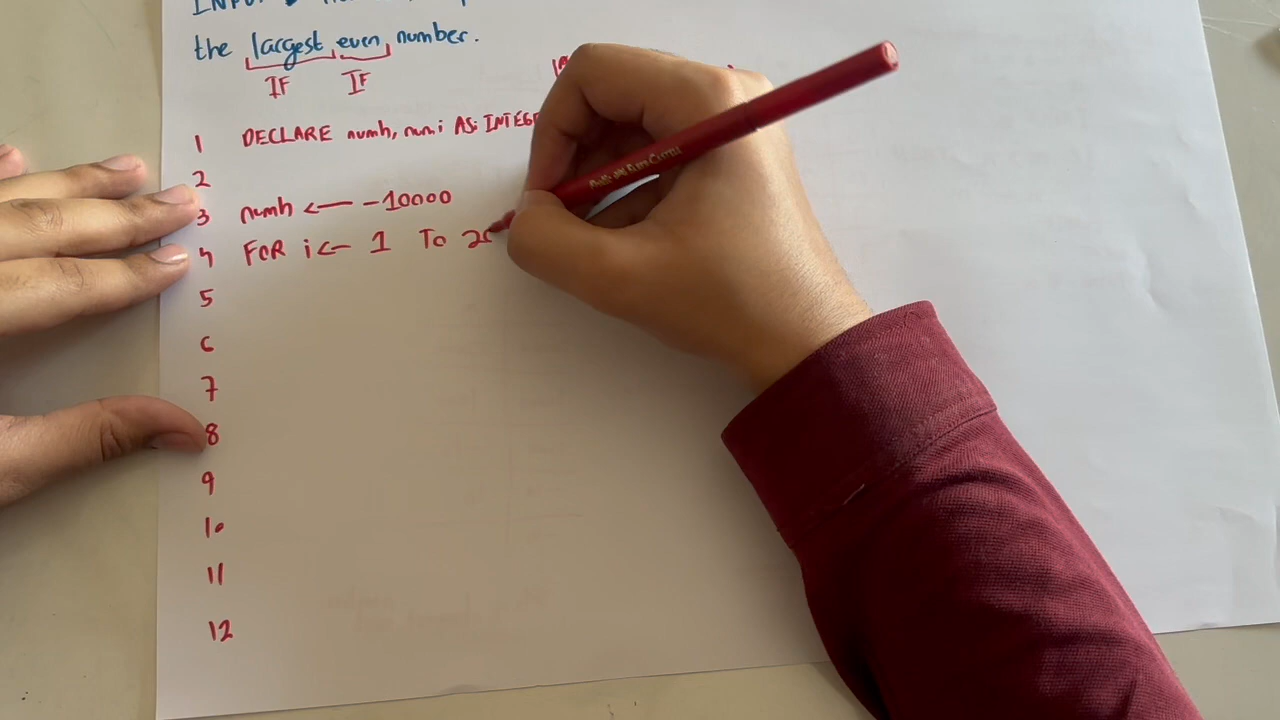 the largest even number.
IF IF
1 DECLARE numh, num i AS: INTEGE
2
3 numh ← -10000
4 FOR i ← 1 To 20
5
6
7
8
9
10
11
12